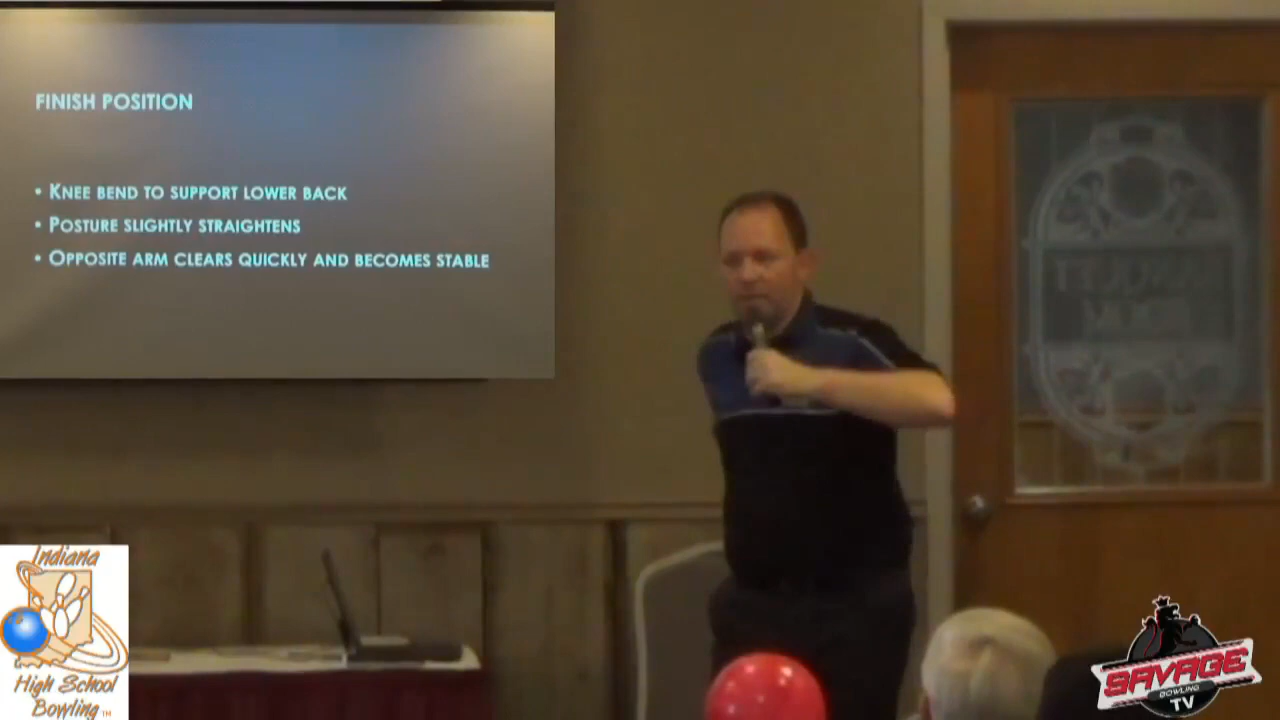 FINISH POSITION
• KNEE BEND TO SUPPORT LOWER BACK
• POSTURE SLIGHTLY STRAIGHTENS
• OPPOSITE ARM CLEARS QUICKLY AND BECOMES STABLE
Indiana
High School
Bowling™
SAVAGE
BOWLING
TV